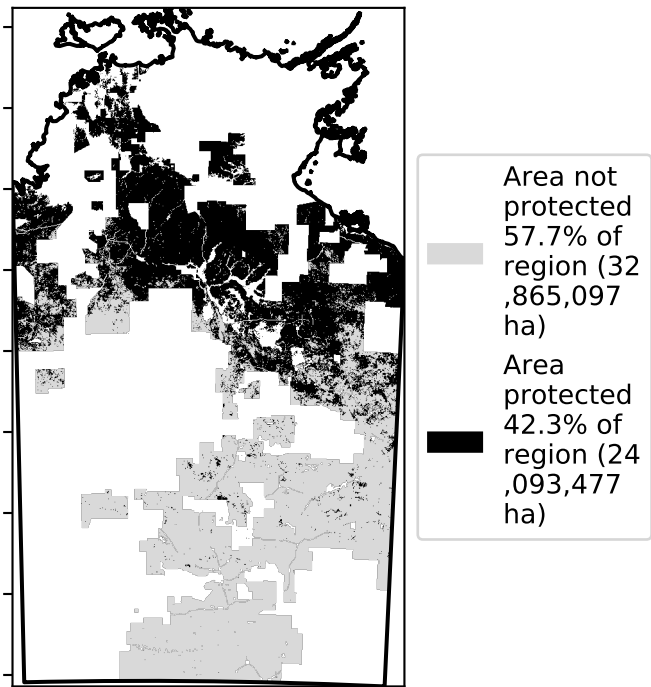 Area not
protected
57.7% of
region (32
,865,097
ha)
Area
protected
42.3% of
region (24
,093,477
ha)